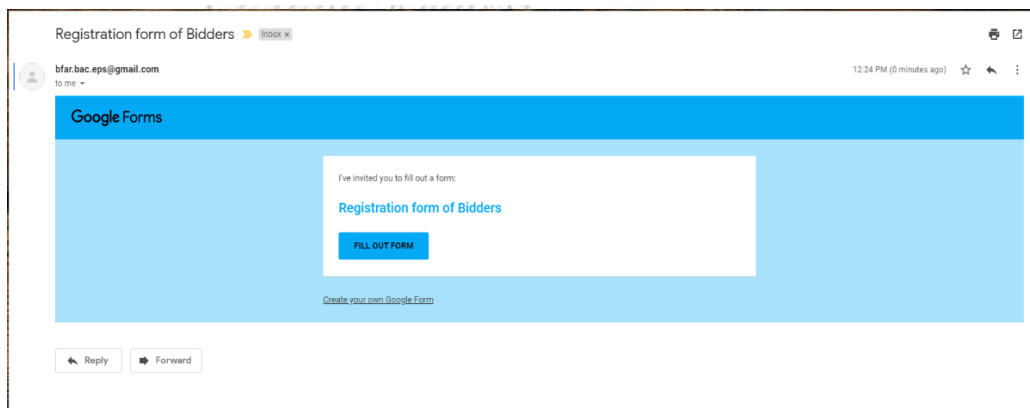 Registration form of Bidders Inbox x
bfar.bac.eps@gmail.com 12:24 PM (0 minutes ago)
to me
Google Forms
I've invited you to fill out a form:
Registration form of Bidders
FILL OUT FORM
Create your own Google Form
Reply Forward